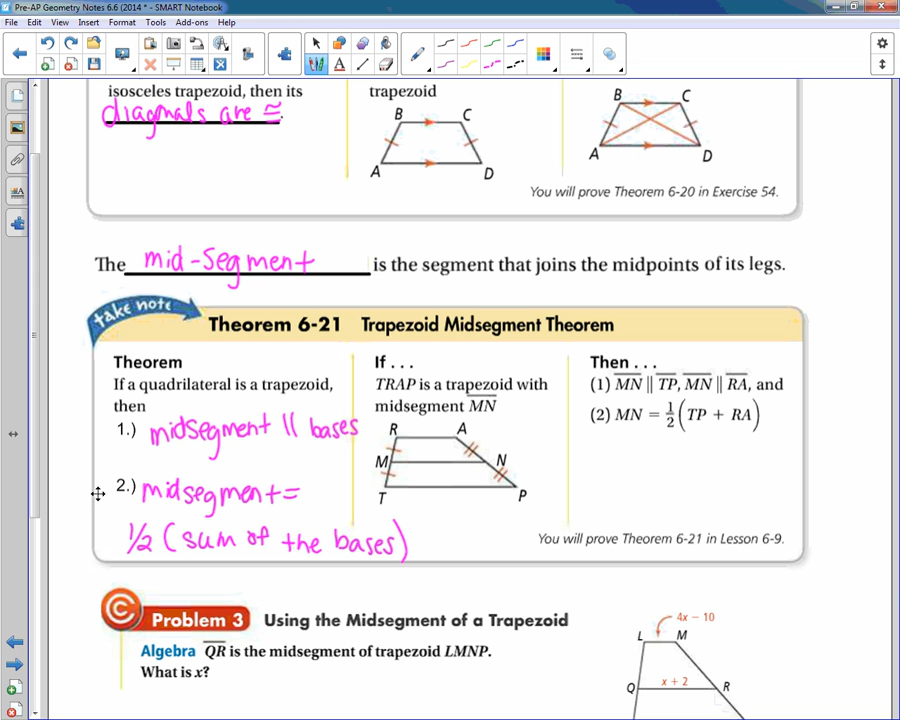 Pre-AP Geometry Notes 6.6 (2014 * - SMART Notebook
File Edit View Insert Format Tools Add-ons Help
isosceles trapezoid, then its
diagonals are ≅.
trapezoid
B C
A D
B C
A D
You will prove Theorem 6-20 in Exercise 54.
The mid-segment is the segment that joins the midpoints of its legs.
take note
Theorem 6-21 Trapezoid Midsegment Theorem
Theorem
If a quadrilateral is a trapezoid,
then
1.) midsegment || bases
2.) midsegment =
1/2 (sum of the bases)
If . . .
TRAP is a trapezoid with
midsegment MN
R A
M N
T P
Then . . .
(1) MN || TP, MN || RA, and
(2) MN = 1/2 (TP + RA)
You will prove Theorem 6-21 in Lesson 6-9.
C Problem 3 Using the Midsegment of a Trapezoid
Algebra QR is the midsegment of trapezoid LMNP.
What is x?
4x − 10
L M
x + 2
Q R